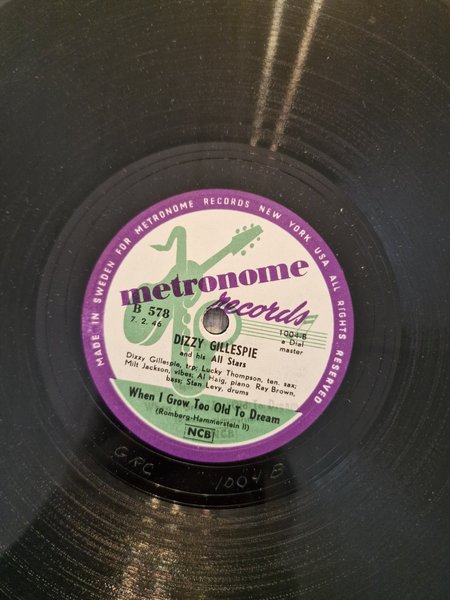 MADE IN SWEDEN FOR METRONOME RECORDS NEW YORK USA ALL RIGHTS RESERVED
metronome
records
B 578
7. 2. 46
1004-B
a Dial
master
DIZZY GILLESPIE
and his All Stars
Dizzy Gillespie, trp; Lucky Thompson, ten. sax;
Milt Jackson, vibes; Al Haig, piano Ray Brown,
bass; Stan Levy, drums
When I Grow Too Old To Dream
(Romberg-Hammerstein II)
NCB
1004 B